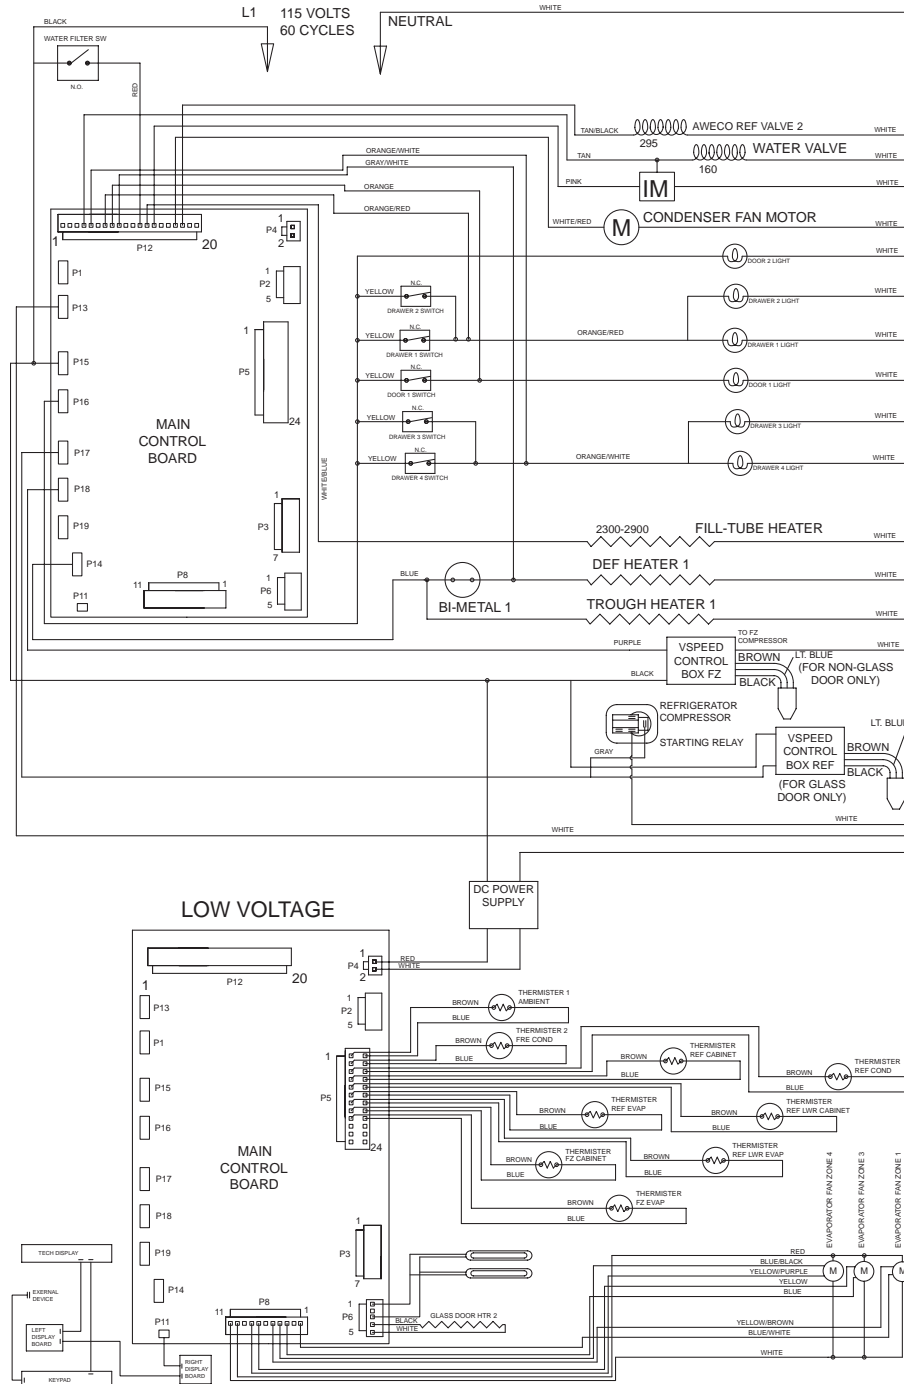 L1 115 VOLTS
60 CYCLES
NEUTRAL
WHITE
BLACK
WATER FILTER SW
N.O.
RED
TAN/BLACK
AWECO REF VALVE 2
295
WHITE
ORANGE/WHITE
TAN
WATER VALVE
160
WHITE
GRAY/WHITE
PINK
IM
WHITE
ORANGE
ORANGE/RED
WHITE/RED
M
CONDENSER FAN MOTOR
WHITE
1
P12
20
1
P4
2
P1
P13
P15
P16
P17
P18
P19
P14
P11
1
P2
5
1
P5
24
MAIN
CONTROL
BOARD
1
P3
7
P8
11
1
1
P6
5
WHITE/BLUE
DOOR 2 LIGHT
WHITE
YELLOW
N.C.
DRAWER 2 SWITCH
DRAWER 2 LIGHT
WHITE
YELLOW
N.C.
DRAWER 1 SWITCH
ORANGE/RED
DRAWER 1 LIGHT
WHITE
YELLOW
N.C.
DOOR 1 SWITCH
DOOR 1 LIGHT
WHITE
YELLOW
N.C.
DRAWER 3 SWITCH
DRAWER 3 LIGHT
WHITE
YELLOW
N.C.
DRAWER 4 SWITCH
ORANGE/WHITE
DRAWER 4 LIGHT
WHITE
2300-2900
FILL-TUBE HEATER
WHITE
BLUE
BI-METAL 1
DEF HEATER 1
WHITE
TROUGH HEATER 1
WHITE
PURPLE
BLACK
VSPEED
CONTROL
BOX FZ
TO FZ
COMPRESSOR
WHITE
BROWN
BLACK
LT. BLUE
(FOR NON-GLASS
DOOR ONLY)
REFRIGERATOR
COMPRESSOR
STARTING RELAY
GRAY
VSPEED
CONTROL
BOX REF
LT. BLUE
BROWN
BLACK
(FOR GLASS
DOOR ONLY)
WHITE
WHITE
DC POWER
SUPPLY
LOW VOLTAGE
1
P12
20
1
P4
2
RED
WHITE
P13
P1
P15
P16
P17
P18
P19
P14
P11
1
P2
5
1
P5
24
MAIN
CONTROL
BOARD
1
P3
7
P8
11
1
1
P6
5
BROWN
THERMISTER 1
AMBIENT
BLUE
BROWN
THERMISTER 2
FRE COND
BLUE
BROWN
THERMISTER
REF CABINET
BLUE
BROWN
THERMISTER
REF COND
BLUE
BROWN
THERMISTER
REF EVAP
BLUE
BROWN
THERMISTER
REF LWR CABINET
BLUE
BROWN
THERMISTER
FZ CABINET
BLUE
BROWN
THERMISTER
REF LWR EVAP
BLUE
BROWN
THERMISTER
FZ EVAP
BLUE
EVAPORATOR FAN ZONE 4
EVAPORATOR FAN ZONE 3
EVAPORATOR FAN ZONE 1
M
M
M
RED
BLUE/BLACK
YELLOW/PURPLE
YELLOW
BLUE
YELLOW/BROWN
BLUE/WHITE
WHITE
BLACK
GLASS DOOR HTR 2
WHITE
TECH DISPLAY
EXERNAL
DEVICE
LEFT
DISPLAY
BOARD
RIGHT
DISPLAY
BOARD
KEYPAD